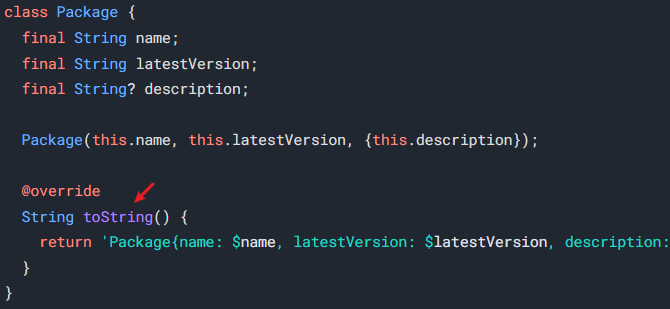 class Package {
final String name;
final String latestVersion;
final String? description;
Package(this.name, this.latestVersion, {this.description});
@override
String toString() {
return 'Package{name: $name, latestVersion: $latestVersion, description:
}
}